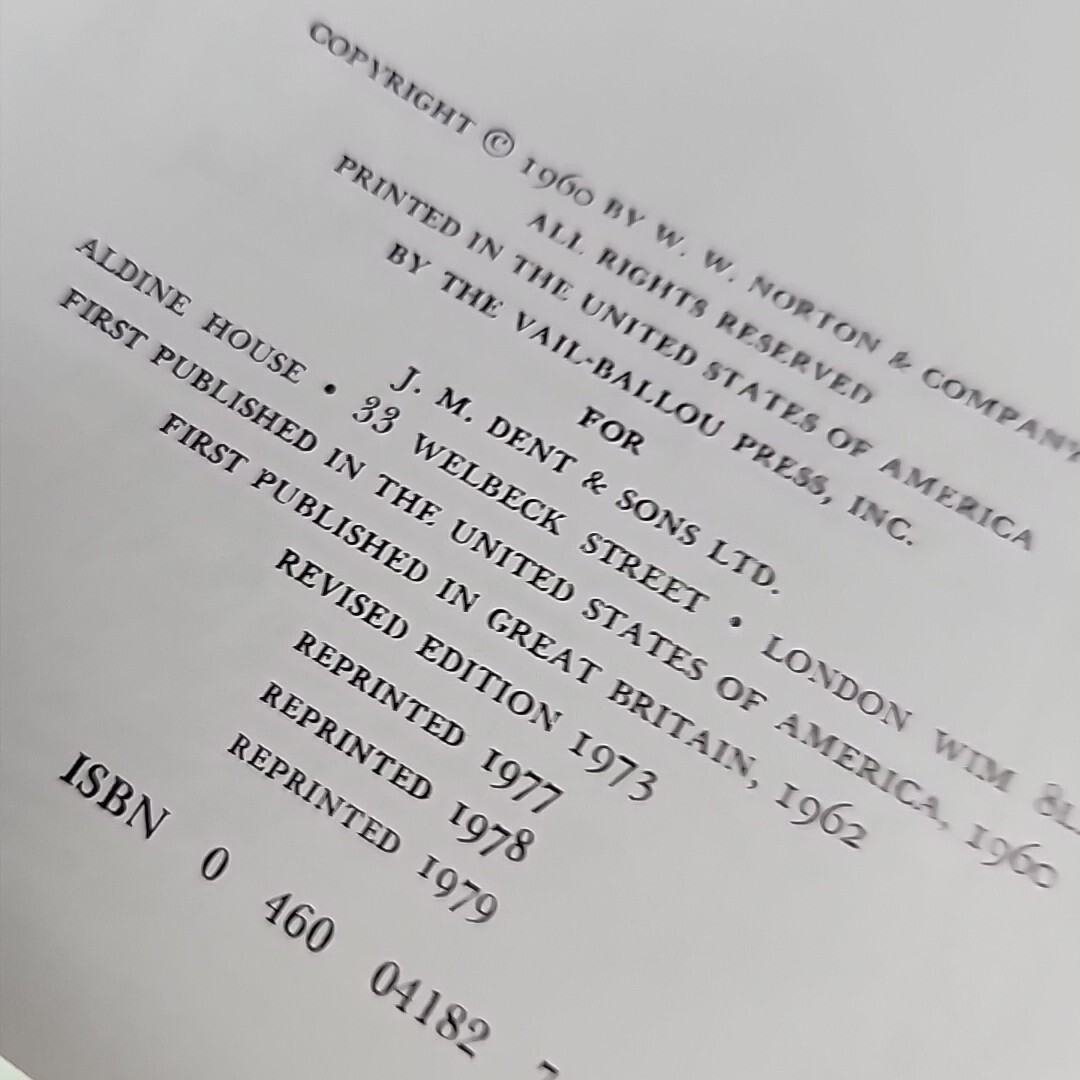 COPYRIGHT © 1960 BY W. W. NORTON & COMPANY
ALL RIGHTS RESERVED
PRINTED IN THE UNITED STATES OF AMERICA
BY THE VAIL-BALLOU PRESS, INC.
FOR
J. M. DENT & SONS LTD.
ALDINE HOUSE • 33 WELBECK STREET • LONDON WIM 8L
FIRST PUBLISHED IN THE UNITED STATES OF AMERICA, 1960
FIRST PUBLISHED IN GREAT BRITAIN, 1962
REVISED EDITION 1973
REPRINTED 1977
REPRINTED 1978
REPRINTED 1979
ISBN 0 460 04182